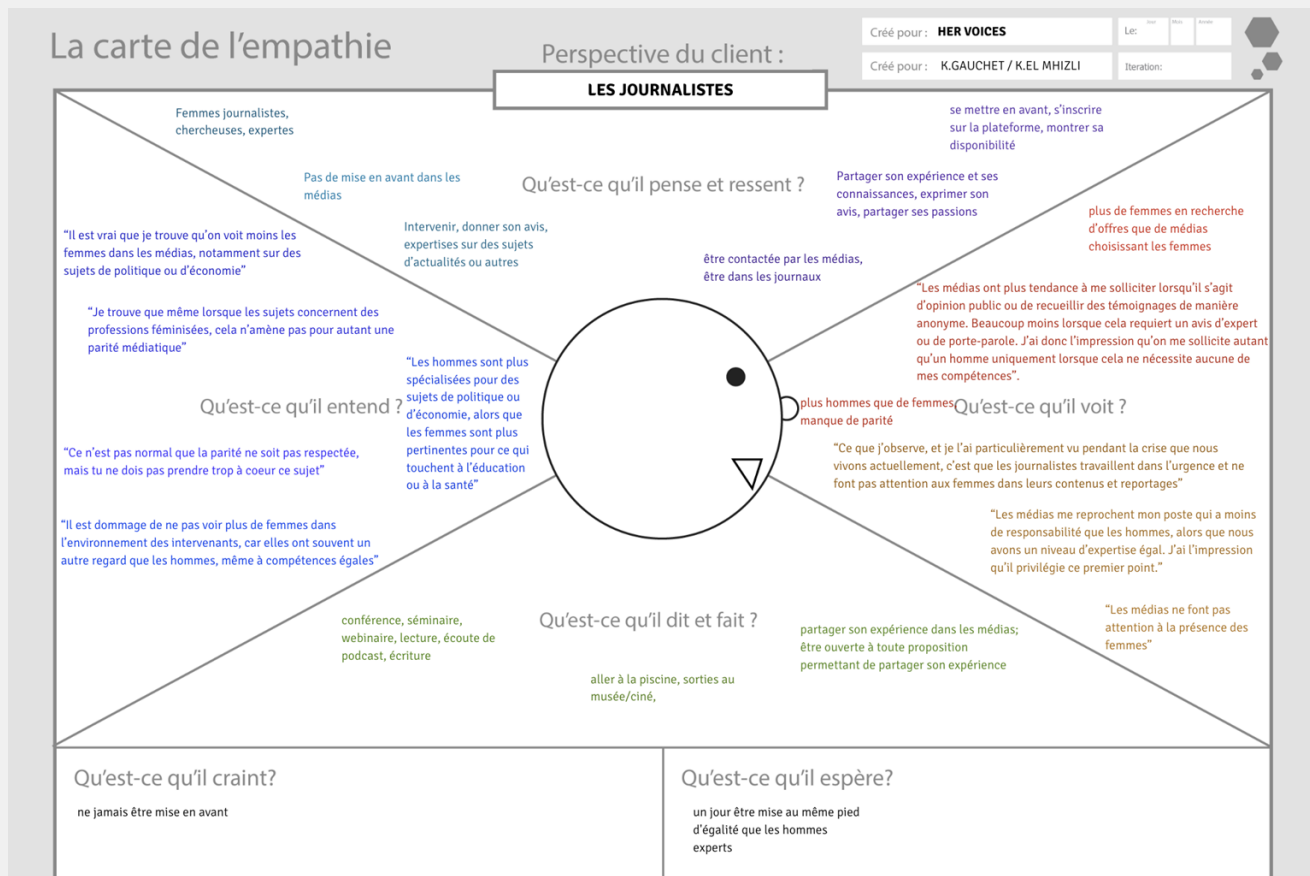 La carte de l’empathie
Perspective du client :
LES JOURNALISTES
Créé pour : HER VOICES
Le: Jour Mois Année
Créé pour : K.GAUCHET / K.EL MHIZLI
Iteration:
Femmes journalistes,
chercheuses, expertes
Pas de mise en avant dans les
médias
Intervenir, donner son avis,
expertises sur des sujets
d’actualités ou autres
Qu’est-ce qu’il pense et ressent ?
se mettre en avant, s’inscrire
sur la plateforme, montrer sa
disponibilité
Partager son expérience et ses
connaissances, exprimer son
avis, partager ses passions
être contactée par les médias,
être dans les journaux
“Il est vrai que je trouve qu’on voit moins les
femmes dans les médias, notamment sur des
sujets de politique ou d’économie”
“Je trouve que même lorsque les sujets concernent des
professions féminisées, cela n’amène pas pour autant une
parité médiatique”
“Les hommes sont plus
spécialisées pour des
sujets de politique ou
d’économie, alors que
les femmes sont plus
pertinentes pour ce qui
touchent à l’éducation
ou à la santé”
Qu’est-ce qu’il entend ?
“Ce n’est pas normal que la parité ne soit pas respectée,
mais tu ne dois pas prendre trop à coeur ce sujet”
“Il est dommage de ne pas voir plus de femmes dans
l’environnement des intervenants, car elles ont souvent un
autre regard que les hommes, même à compétences égales”
plus de femmes en recherche
d’offres que de médias
choisissant les femmes
“Les médias ont plus tendance à me solliciter lorsqu’il s’agit
d’opinion public ou de recueillir des témoignages de manière
anonyme. Beaucoup moins lorsque cela requiert un avis d’expert
ou de porte-parole. J’ai donc l’impression qu’on me sollicite autant
qu’un homme uniquement lorsque cela ne nécessite aucune de
mes compétences”.
plus hommes que de femmes,
manque de parité
Qu’est-ce qu’il voit ?
“Ce que j’observe, et je l’ai particulièrement vu pendant la crise que nous
vivons actuellement, c’est que les journalistes travaillent dans l’urgence et ne
font pas attention aux femmes dans leurs contenus et reportages”
“Les médias me reprochent mon poste qui a moins
de responsabilité que les hommes, alors que nous
avons un niveau d’expertise égal. J’ai l’impression
qu’il privilégie ce premier point.”
“Les médias ne font pas
attention à la présence des
femmes”
Qu’est-ce qu’il dit et fait ?
conférence, séminaire,
webinaire, lecture, écoute de
podcast, écriture
aller à la piscine, sorties au
musée/ciné,
partager son expérience dans les médias;
être ouverte à toute proposition
permettant de partager son expérience
Qu’est-ce qu’il craint?
ne jamais être mise en avant
Qu’est-ce qu’il espère?
un jour être mise au même pied
d’égalité que les hommes
experts